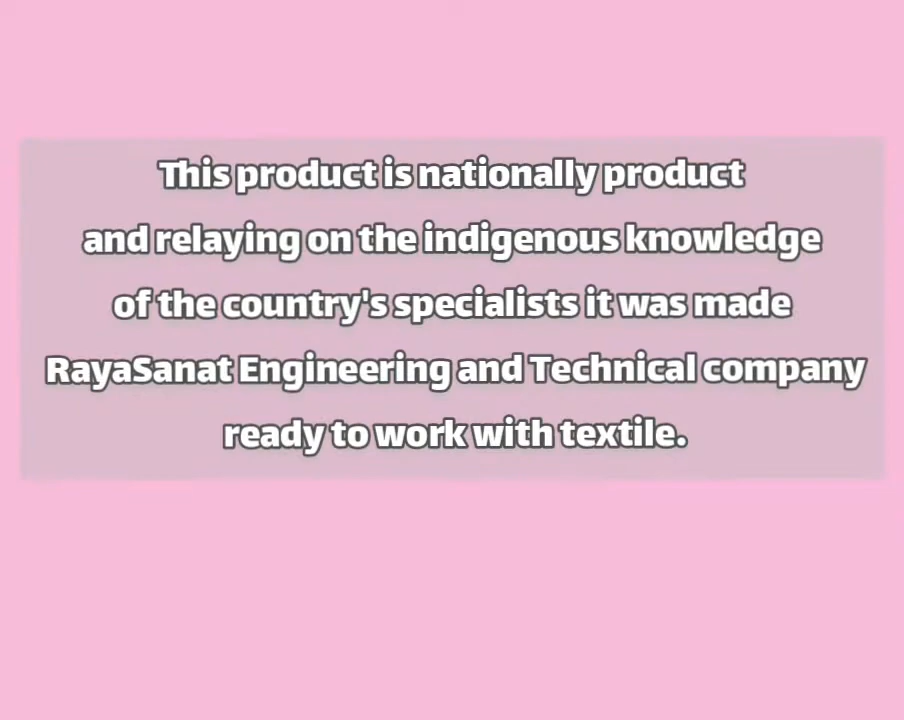 This product is nationally product
and relaying on the indigenous knowledge
of the country's specialists it was made
RayaSanat Engineering and Technical company
ready to work with textile.